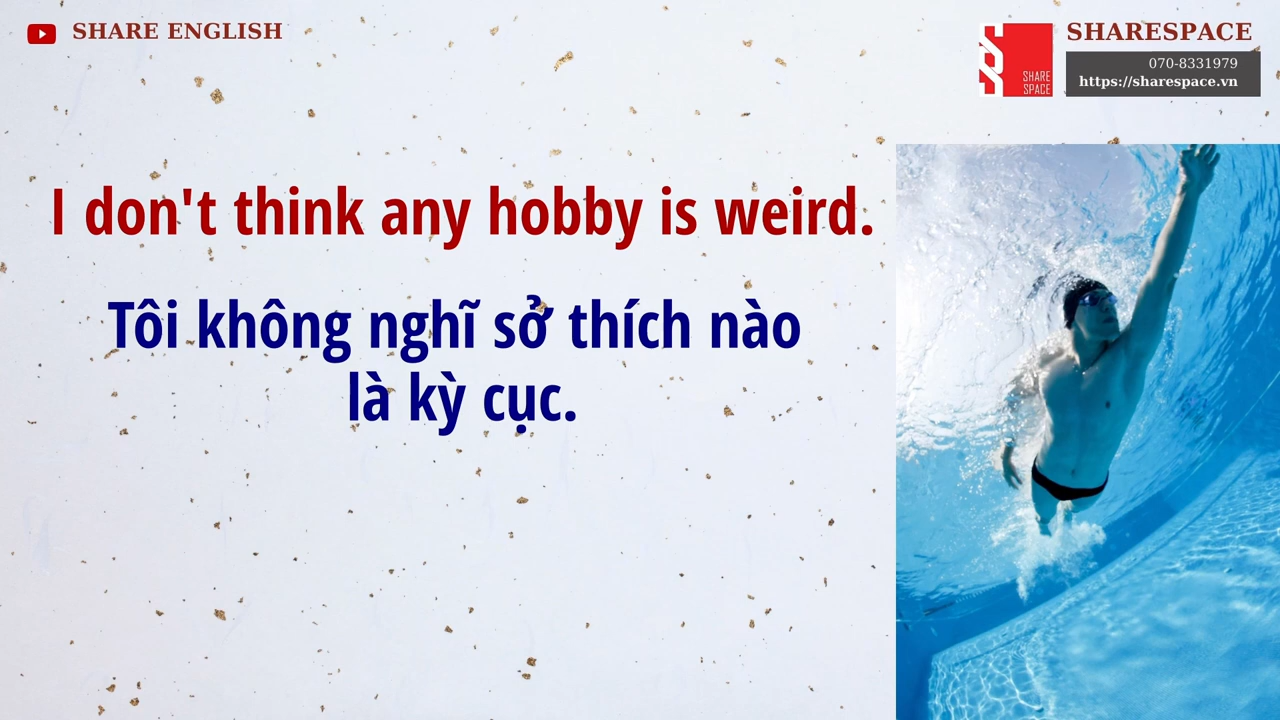 SHARE ENGLISH
SHARESPACE
070-8331979
https://sharespace.vn
SHARE
SPACE
I don't think any hobby is weird.
Tôi không nghĩ sở thích nào
là kỳ cục.